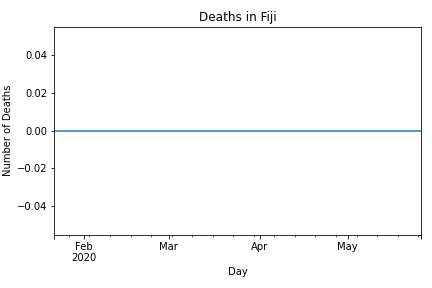 Deaths in Fiji
Number of Deaths
0.04
0.02
0.00
−0.02
−0.04
Feb
2020
Mar
Apr
May
Day